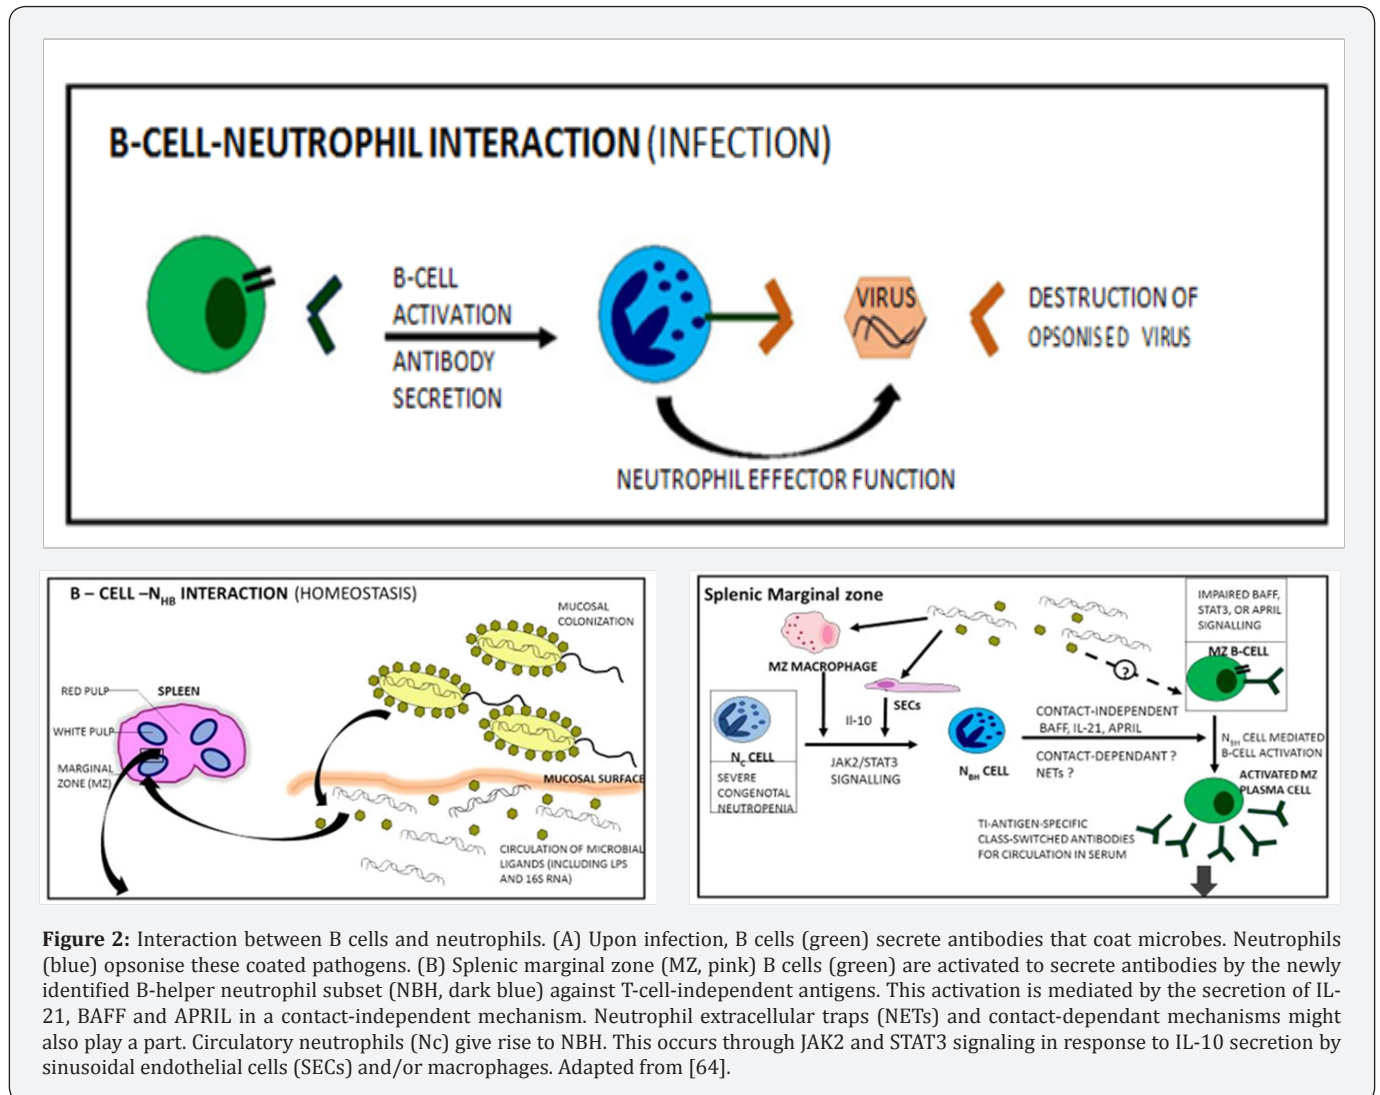 B-CELL-NEUTROPHIL INTERACTION (INFECTION)
B-CELL
ACTIVATION
ANTIBODY
SECRETION
VIRUS
DESTRUCTION OF
OPSONISED VIRUS
NEUTROPHIL EFFECTOR FUNCTION
B – CELL –NHB INTERACTION (HOMEOSTASIS)
MUCOSAL
COLONIZATION
RED PULP
SPLEEN
WHITE PULP
MARGINAL
ZONE (MZ)
MUCOSAL SURFACE
CIRCULATION OF MICROBIAL
LIGANDS (INCLUDING LPS
AND 16S RNA)
Splenic Marginal zone
IMPAIRED BAFF,
STAT3, OR APRIL
SIGNALLING
MZ B-CELL
MZ MACROPHAGE
?
SECs
Il-10
NC CELL
SEVERE
CONGENOTAL
NEUTROPENIA
JAK2/STAT3
SIGNALLING
NBH CELL
CONTACT-INDEPENDENT
BAFF, IL-21, APRIL
CONTACT-DEPENDANT ?
NETs ?
NBH CELL MEDIATED
B-CELL ACTIVATION
ACTIVATED MZ
PLASMA CELL
TI-ANTIGEN-SPECIFIC
CLASS-SWITCHED ANTIBODIES
FOR CIRCULATION IN SERUM
Figure 2: Interaction between B cells and neutrophils. (A) Upon infection, B cells (green) secrete antibodies that coat microbes. Neutrophils
(blue) opsonise these coated pathogens. (B) Splenic marginal zone (MZ, pink) B cells (green) are activated to secrete antibodies by the newly
identified B-helper neutrophil subset (NBH, dark blue) against T-cell-independent antigens. This activation is mediated by the secretion of IL-
21, BAFF and APRIL in a contact-independent mechanism. Neutrophil extracellular traps (NETs) and contact-dependant mechanisms might
also play a part. Circulatory neutrophils (Nc) give rise to NBH. This occurs through JAK2 and STAT3 signaling in response to IL-10 secretion by
sinusoidal endothelial cells (SECs) and/or macrophages. Adapted from [64].